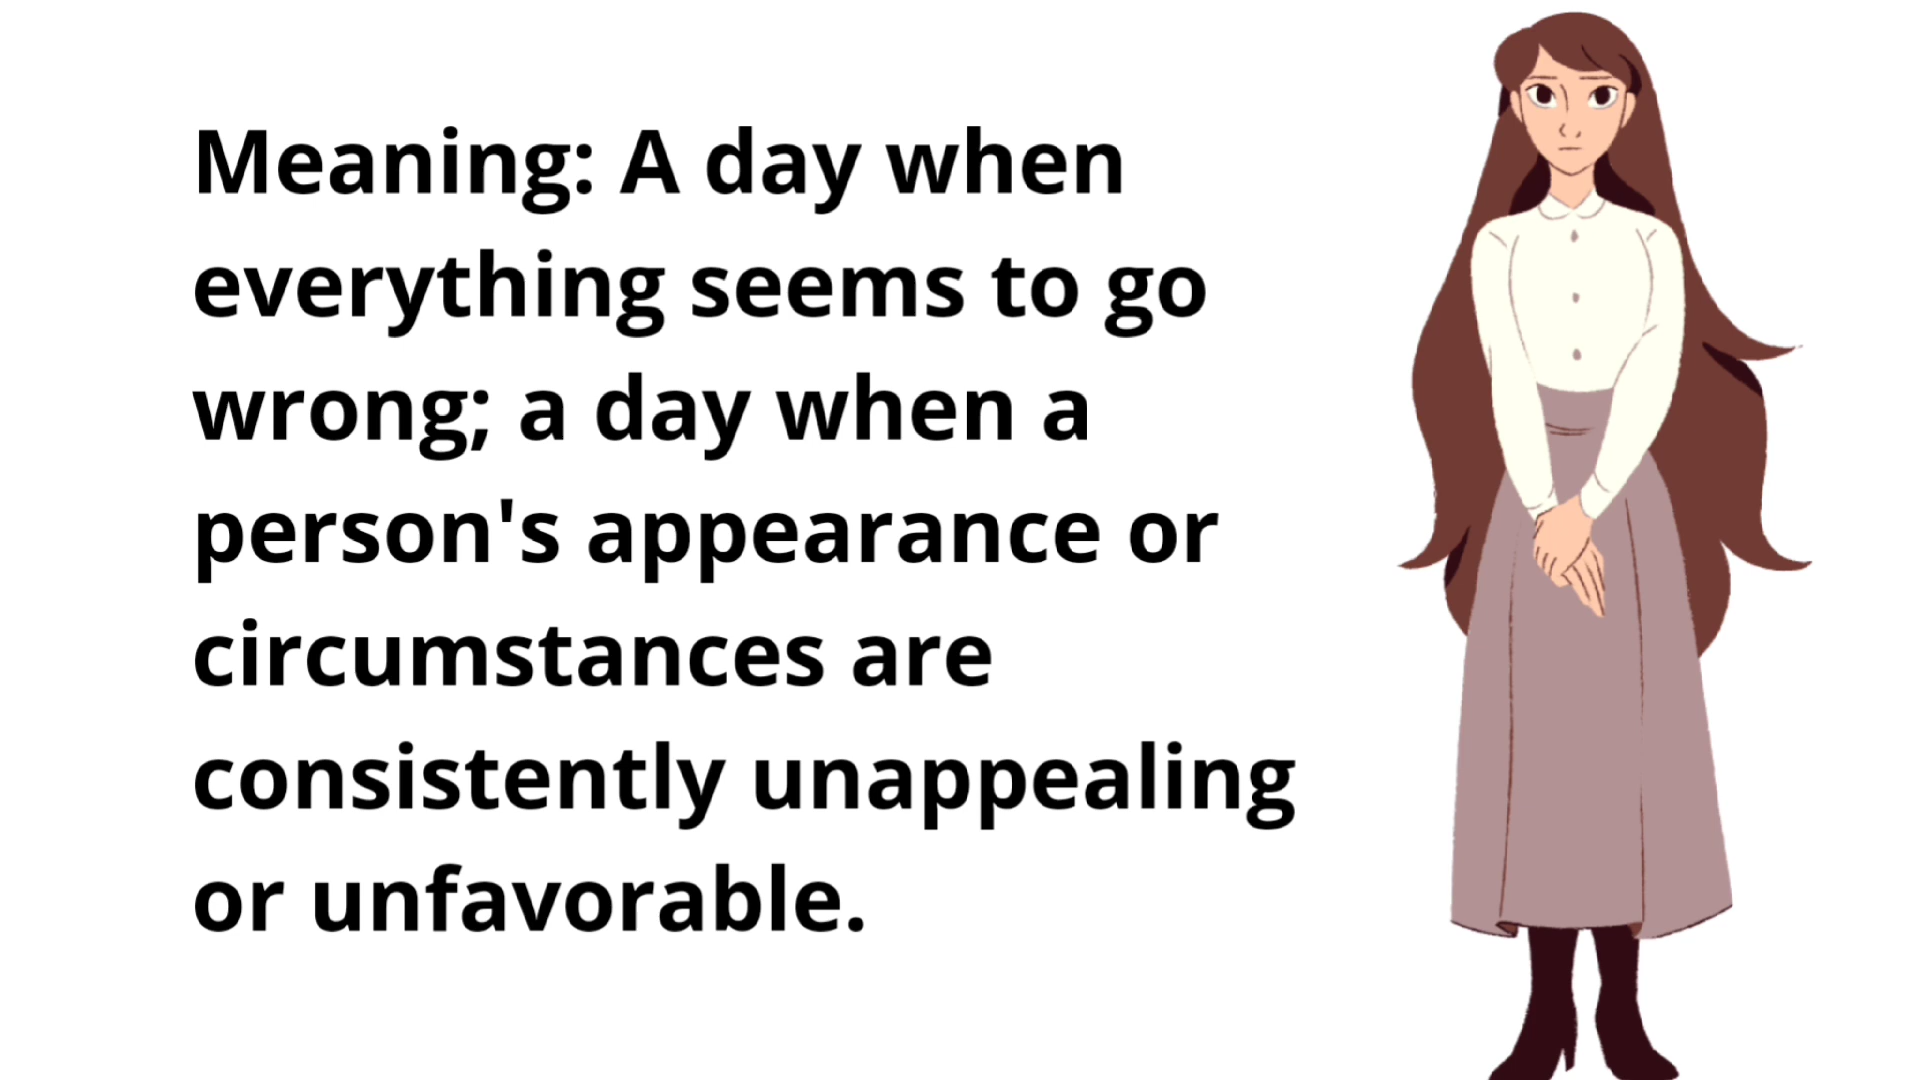 Meaning: A day when
everything seems to go
wrong; a day when a
person's appearance or
circumstances are
consistently unappealing
or unfavorable.